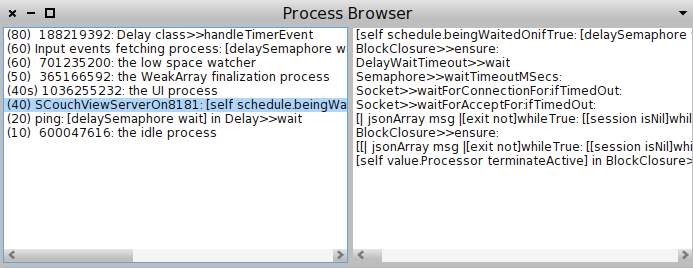 Process Browser
(80) 188219392: Delay class>>handleTimerEvent
(60) Input events fetching process: [delaySemaphore w
(60) 701235200: the low space watcher
(50) 365166592: the WeakArray finalization process
(40s) 1036255232: the UI process
(40) SCouchViewServerOn8181: [self schedule.beingWa
(20) ping: [delaySemaphore wait] in Delay>>wait
(10) 600047616: the idle process
[self schedule.beingWaitedOnifTrue: [delaySemaphore
BlockClosure>>ensure:
DelayWaitTimeout>>wait
Semaphore>>waitTimeoutMSecs:
Socket>>waitForConnectionFor:ifTimedOut:
Socket>>waitForAcceptFor:ifTimedOut:
[| jsonArray msg |[exit not]whileTrue: [[session isNil]wh
BlockClosure>>ensure:
[[| jsonArray msg |[exit not]whileTrue: [[session isNil]wh
[self value.Processor terminateActive] in BlockClosure>